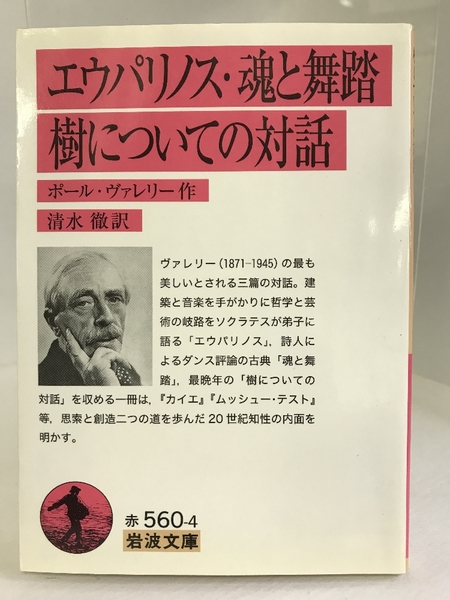 エウパリノス・魂と舞踏
樹についての対話
ポール・ヴァレリー作
清水 徹訳
ヴァレリー(1871-1945)の最も
美しいとされる三篇の対話。建
築と音楽を手がかりに哲学と芸
術の岐路をソクラテスが弟子に
語る「エウパリノス」，詩人に
よるダンス評論の古典「魂と舞
踏」，最晩年の「樹についての
対話」を収める一冊は，『カイエ』『ムッシュー・テスト』
等，思索と創造二つの道を歩んだ20世紀知性の内面を
明かす。
赤 560-4
岩波文庫